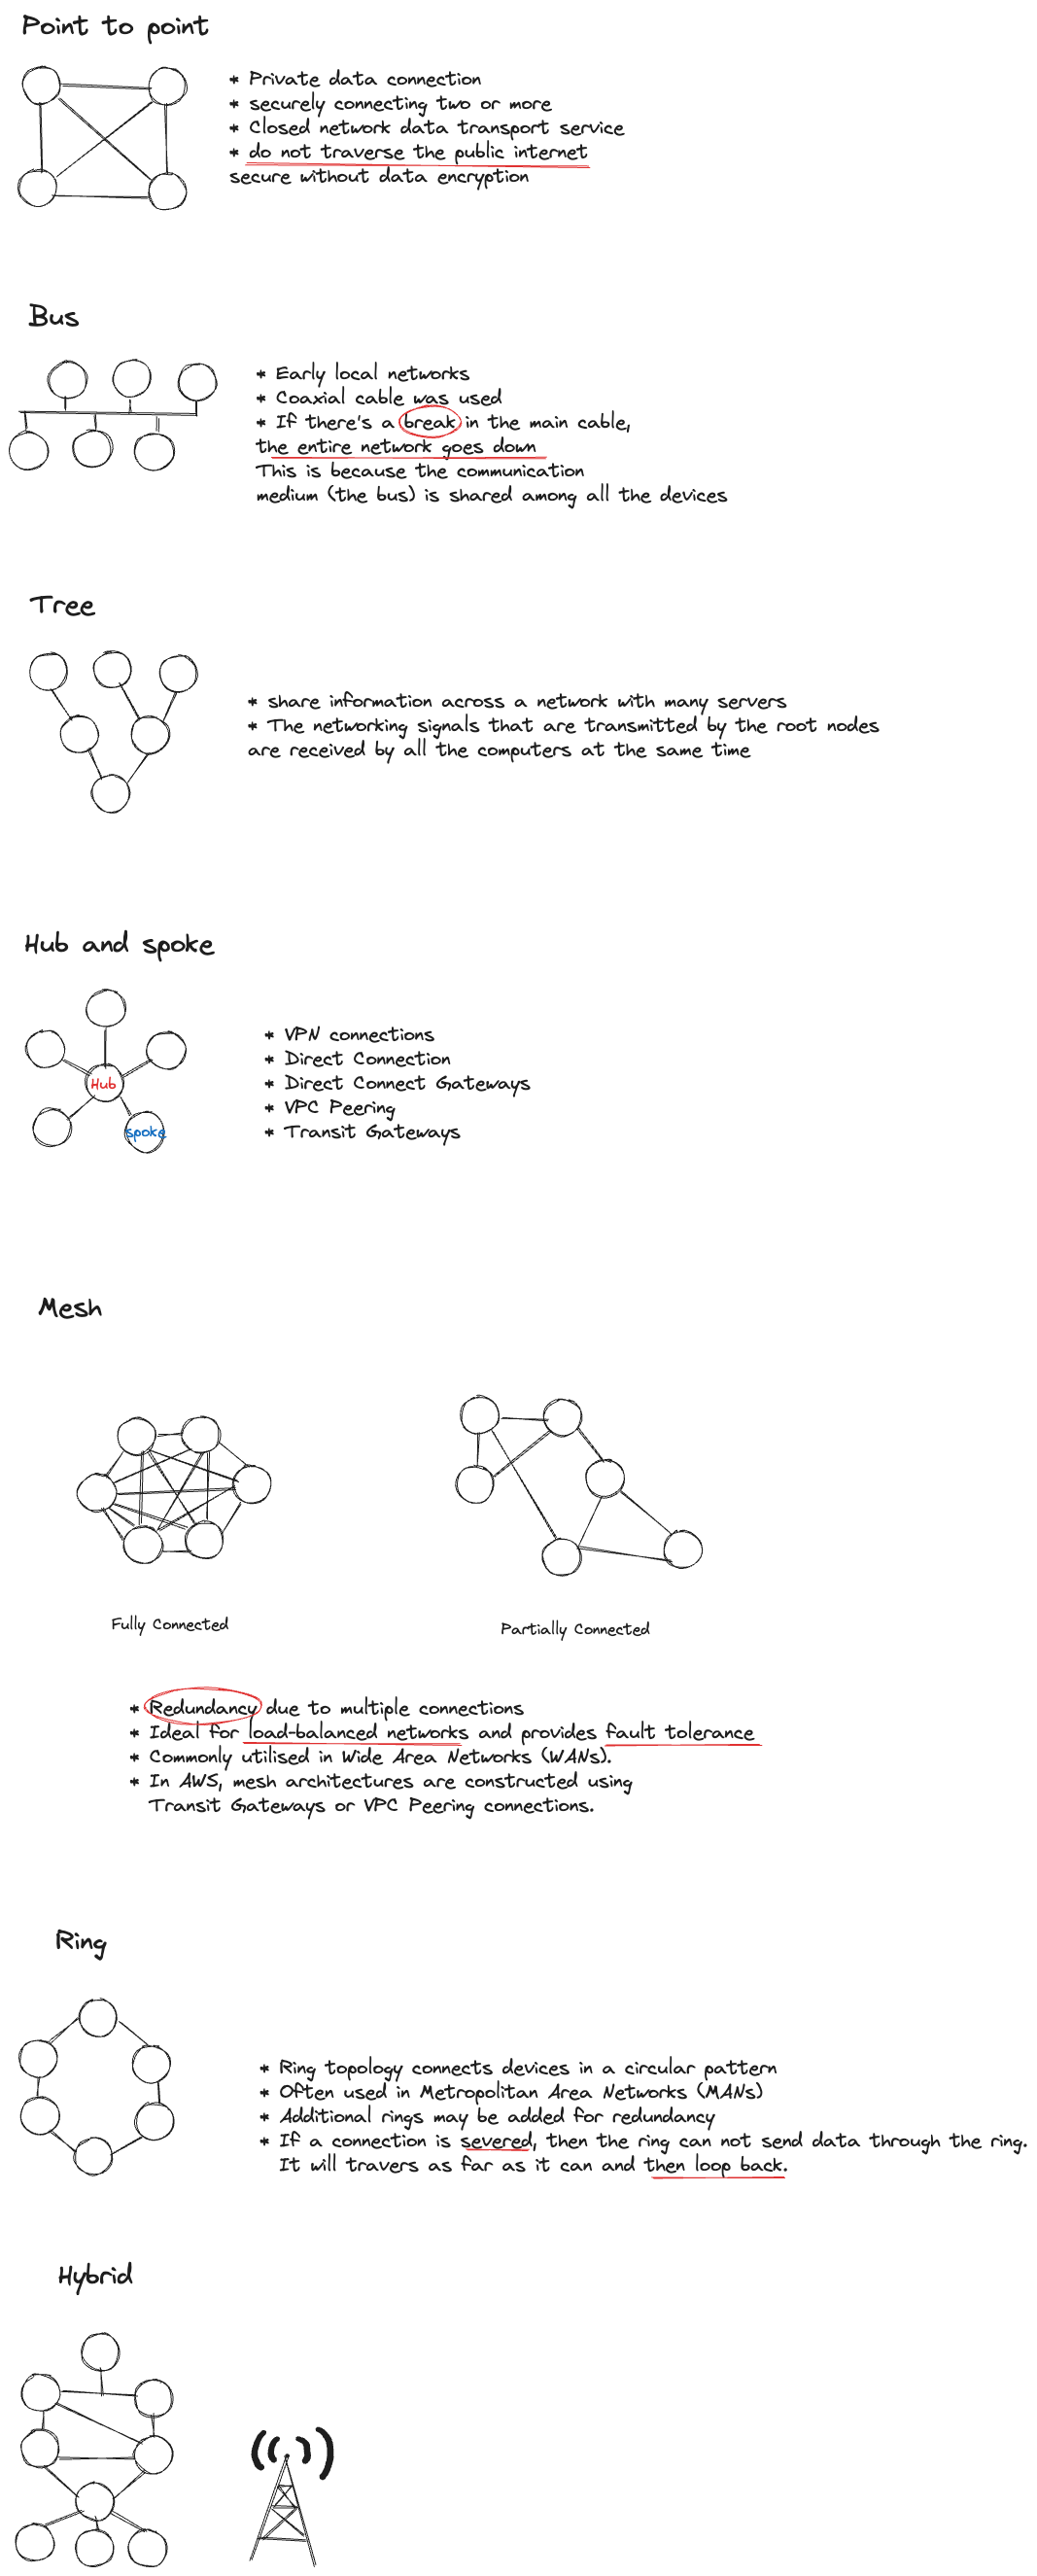 Point to point
* Private data connection
* securely connecting two or more
* Closed network data transport service
* do not traverse the public internet
secure without data encryption
Bus
* Early local networks
* Coaxial cable was used
* If there's a break in the main cable,
the entire network goes down
This is because the communication
medium (the bus) is shared among all the devices
Tree
* share information across a network with many servers
* The networking signals that are transmitted by the root nodes
are received by all the computers at the same time
Hub and spoke
Hub
spoke
* VPN connections
* Direct Connection
* Direct Connect Gateways
* VPC Peering
* Transit Gateways
Mesh
Fully Connected
Partially Connected
* Redundancy due to multiple connections
* Ideal for load-balanced networks and provides fault tolerance
* Commonly utilised in Wide Area Networks (WANs).
* In AWS, mesh architectures are constructed using
Transit Gateways or VPC Peering connections.
Ring
* Ring topology connects devices in a circular pattern
* Often used in Metropolitan Area Networks (MANs)
* Additional rings may be added for redundancy
* If a connection is severed, then the ring can not send data through the ring.
It will travers as far as it can and then loop back.
Hybrid